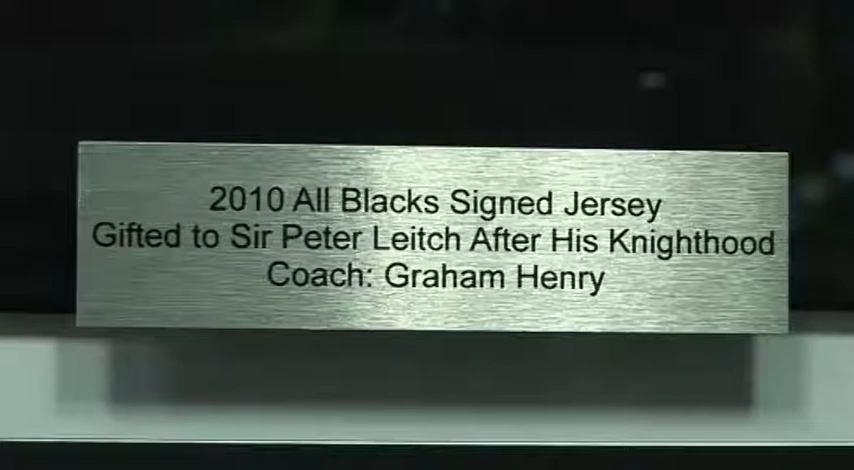 2010 All Blacks Signed Jersey
Gifted to Sir Peter Leitch After His Knighthood
Coach: Graham Henry